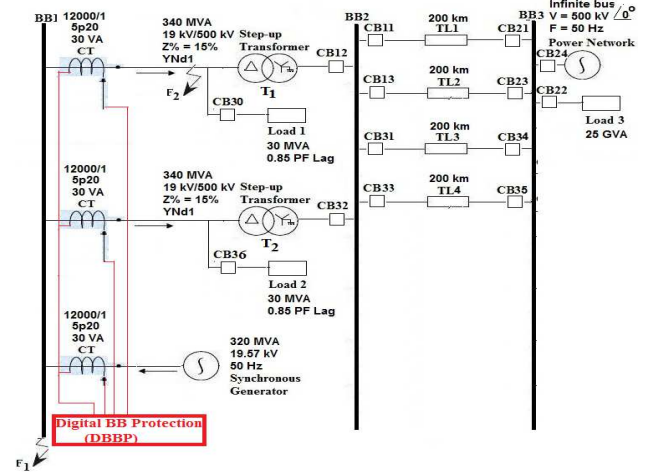 BB1
12000/1
5p20
30 VA
CT
340 MVA
19 kV/500 kV
Z% = 15%
YNd1
Step-up
Transformer
CB12
F2
T1
CB30
Load 1
30 MVA
0.85 PF Lag
12000/1
5p20
30 VA
CT
340 MVA
19 kV/500 kV
Z% = 15%
YNd1
Step-up
Transformer
CB32
T2
CB36
Load 2
30 MVA
0.85 PF Lag
12000/1
5p20
30 VA
CT
320 MVA
19.57 kV
50 Hz
Synchronous
Generator
Digital BB Protection
(DBBP)
F1
BB2
CB11
200 km
TL1
CB21
CB13
200 km
TL2
CB23
CB31
200 km
TL3
CB34
CB33
200 km
TL4
CB35
BB3
Infinite bus
V = 500 kV /0°
F = 50 Hz
Power Network
CB24
CB22
Load 3
25 GVA